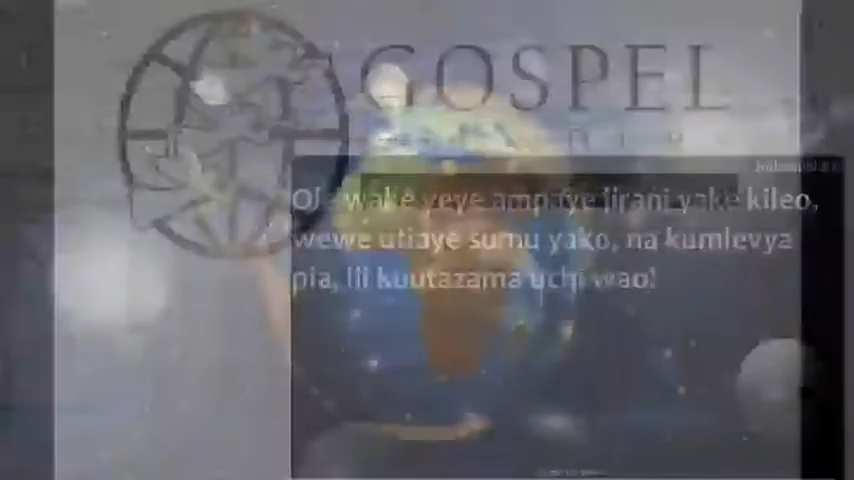 GOSPEL
Ole wake yeye ampaye jirani yake kileo,
wewe utiaye sumu yako, na kumlevya
pia, ili kuutazama uchi wao!